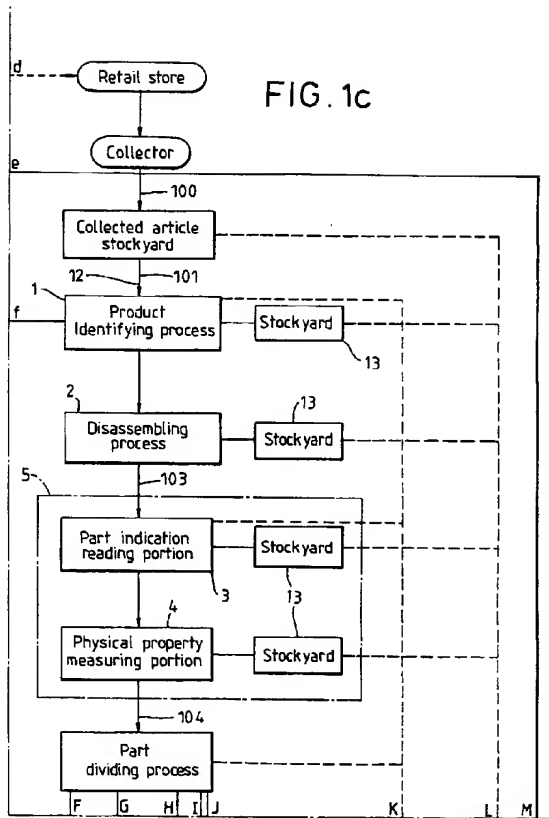 d
Retail store
FIG. 1c
Collector
e
100
Collected article
stockyard
12
101
1
Product
Identifying process
f
Stockyard
13
2
Disassembling
process
13
Stockyard
103
5
Part indication
reading portion
Stockyard
3
13
4
Physical property
measuring portion
Stockyard
104
Part
dividing process
F G H I J K L M